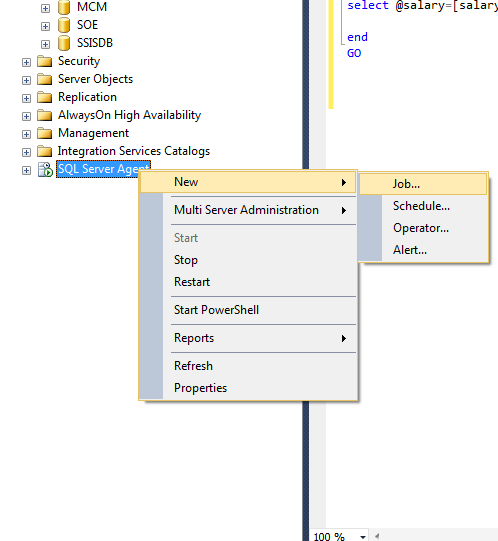 MCM
SOE
SSISDB
Security
Server Objects
Replication
AlwaysOn High Availability
Management
Integration Services Catalogs
SQL Server Agent
New
Multi Server Administration
Start
Stop
Restart
Start PowerShell
Reports
Refresh
Properties
Job...
Schedule...
Operator...
Alert...
select @salary=[salary
end
GO
100 %